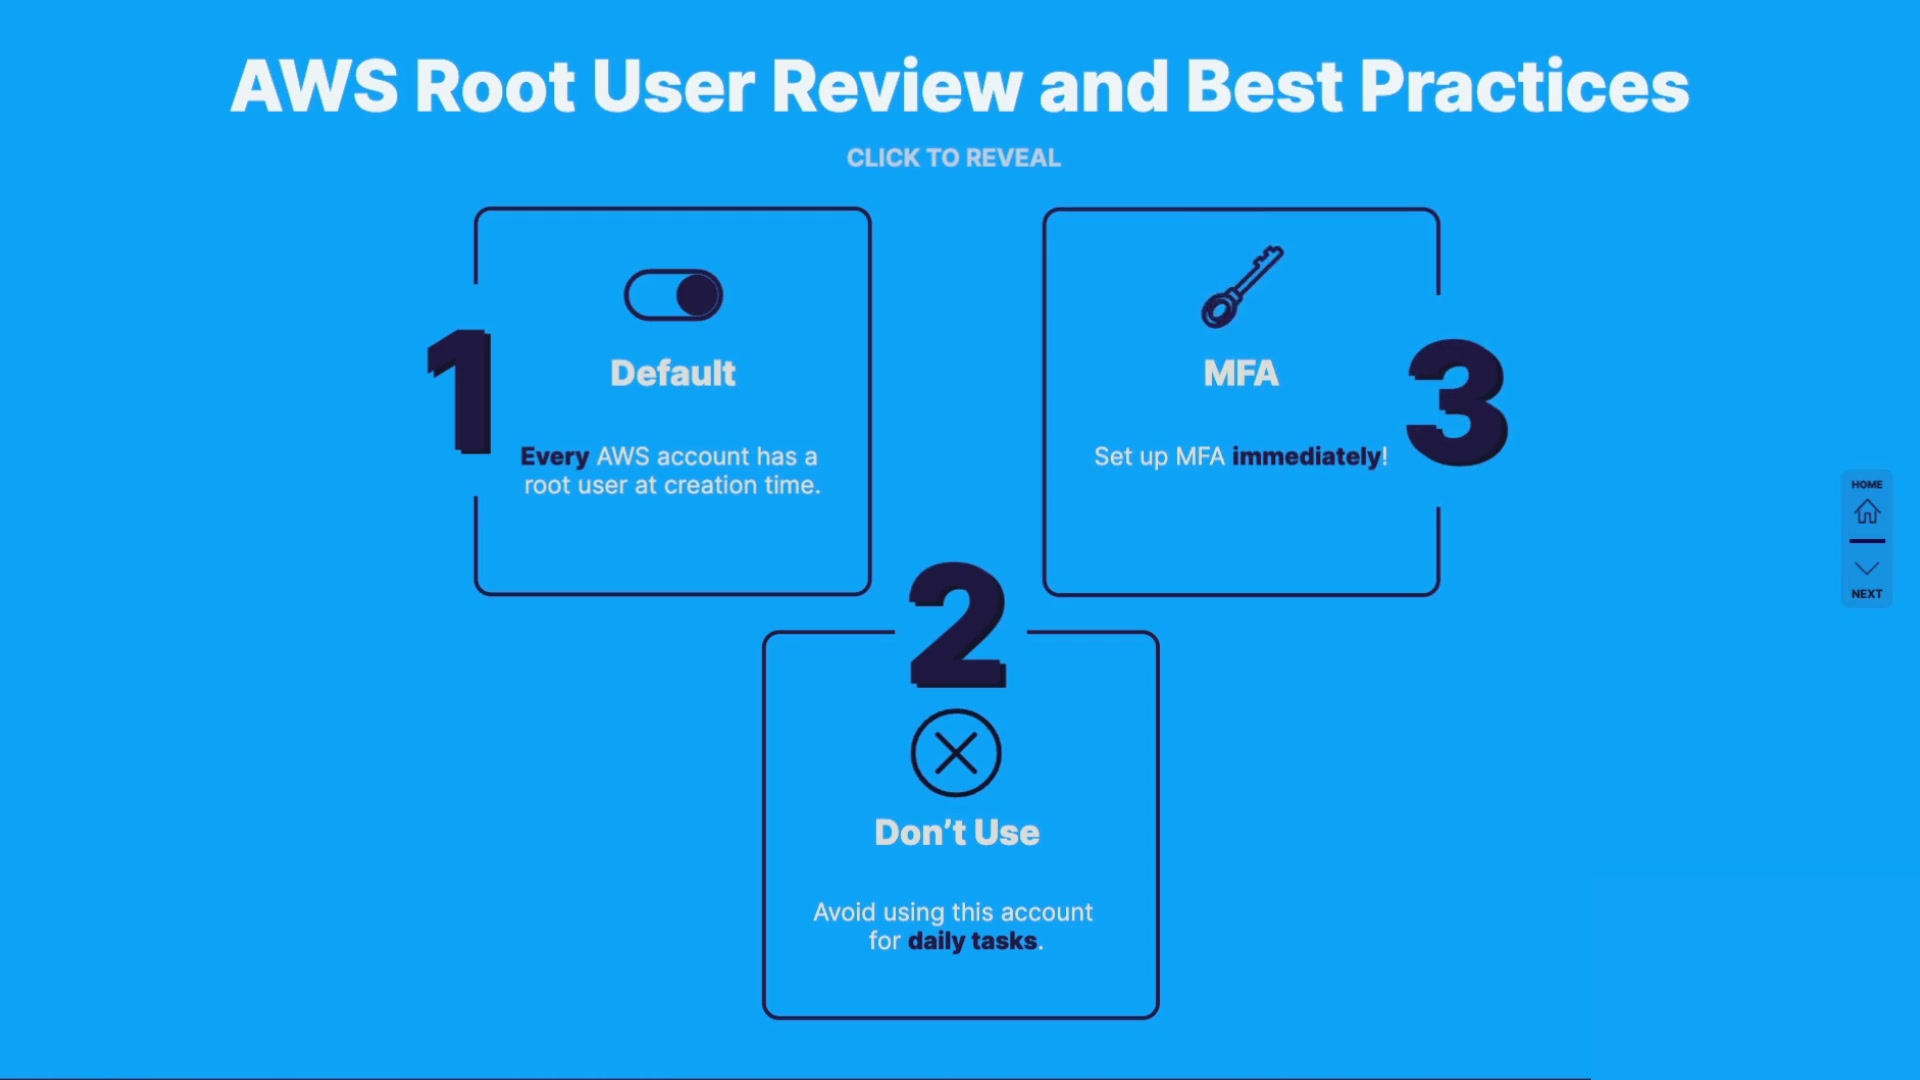 AWS Root User Review and Best Practices
CLICK TO REVEAL
1
Default
Every AWS account has a
root user at creation time.
2
Don’t Use
Avoid using this account
for daily tasks.
3
MFA
Set up MFA immediately!
HOME
NEXT